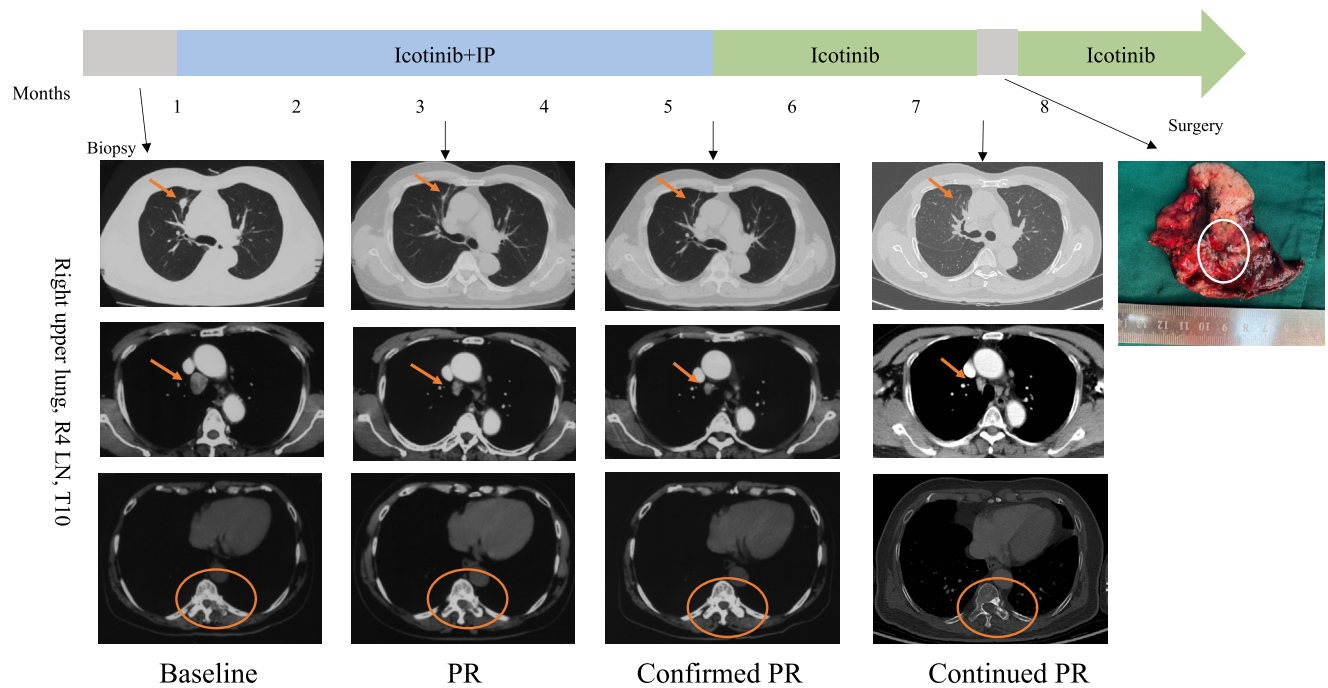 Icotinib+IP
Icotinib
Icotinib
Months
1
2
3
4
5
6
7
8
Biopsy
Surgery
Right upper lung, R4 LN, T10
Baseline
PR
Confirmed PR
Continued PR